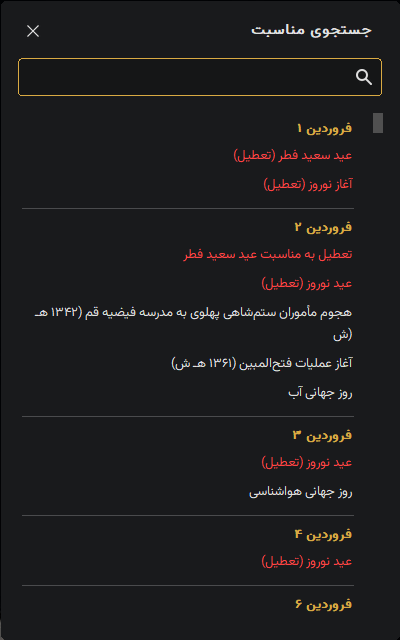 جستجوی مناسبت
فروردین ۱
عید سعید فطر (تعطیل)
آغاز نوروز (تعطیل)
فروردین ۲
تعطیل به مناسبت عید سعید فطر
عید نوروز (تعطیل)
هجوم مأموران ستم‌شاهی پهلوی به مدرسه فیضیه قم (۱۳۴۲ هـ
ش)
آغاز عملیات فتح‌المبین (۱۳۶۱ هـ ش)
روز جهانی آب
فروردین ۳
عید نوروز (تعطیل)
روز جهانی هواشناسی
فروردین ۴
عید نوروز (تعطیل)
فروردین ۶